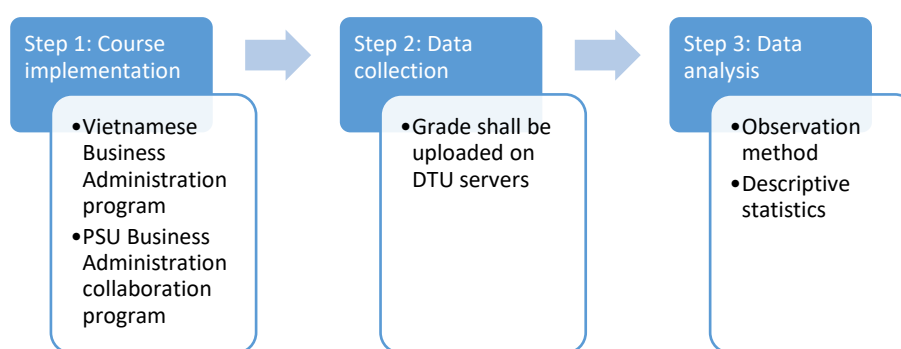 Step 1: Course
implementation
•Vietnamese
Business
Administration
program
•PSU Business
Administration
collaboration
program
Step 2: Data
collection
•Grade shall be
uploaded on
DTU servers
Step 3: Data
analysis
•Observation
method
•Descriptive
statistics